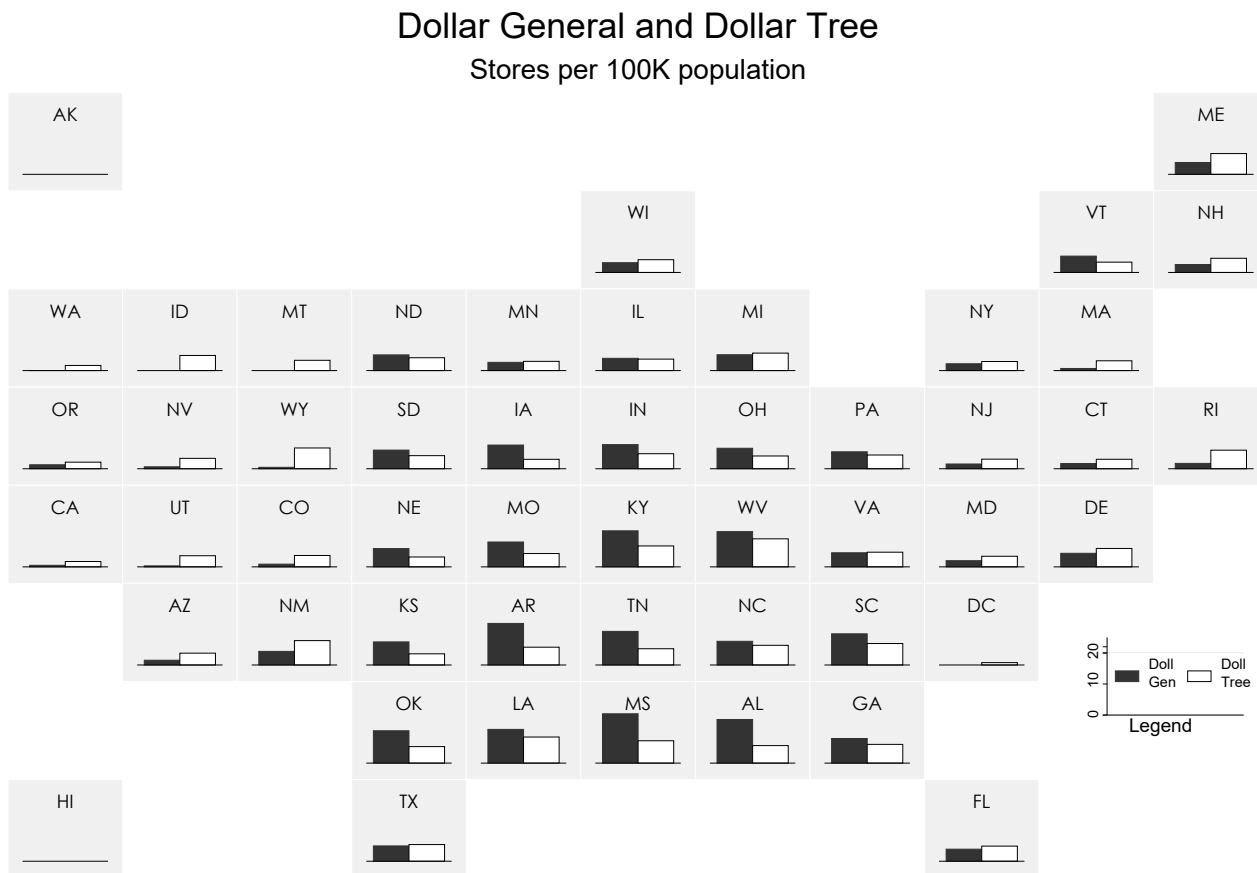 Dollar General and Dollar Tree
Stores per 100K population
AK
ME
WI
VT
NH
WA
ID
MT
ND
MN
IL
MI
NY
MA
OR
NV
WY
SD
IA
IN
OH
PA
NJ
CT
RI
CA
UT
CO
NE
MO
KY
WV
VA
MD
DE
AZ
NM
KS
AR
TN
NC
SC
DC
20
10
0
Doll
Gen
Doll
Tree
Legend
OK
LA
MS
AL
GA
HI
TX
FL